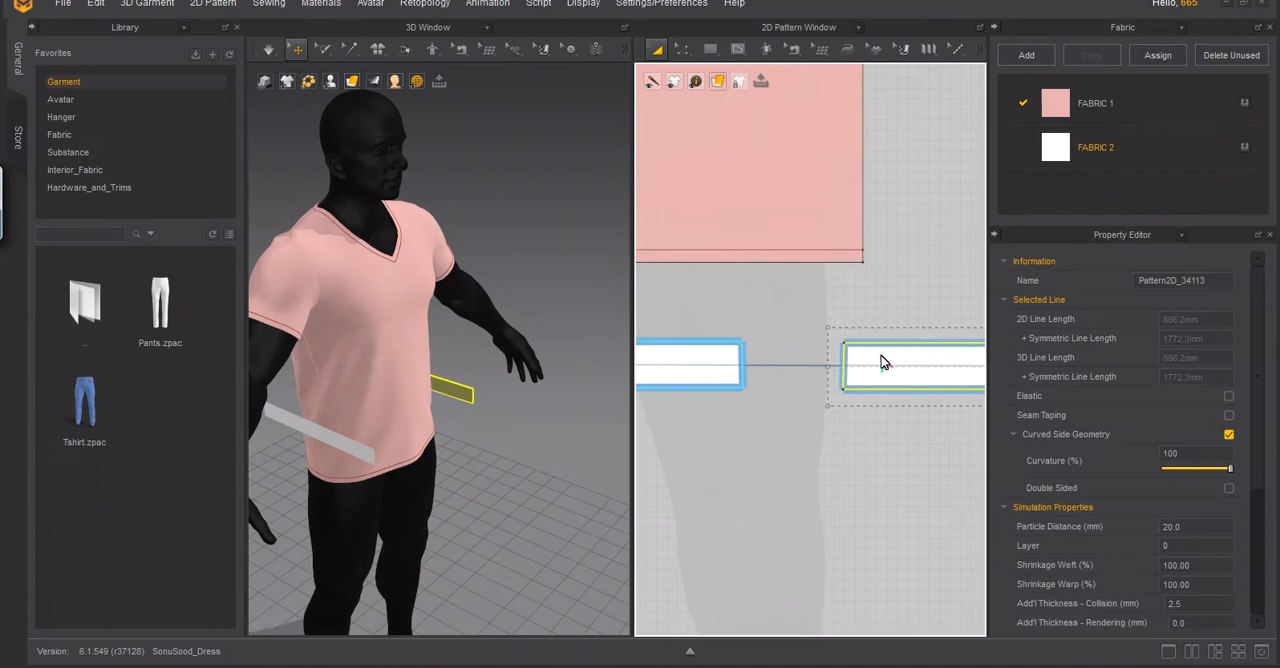 File Edit 3D Garment 2D Pattern Sewing Materials Avatar Retopology Animation Script Display Settings/Preferences Help Hello, 665
General
Store
Library
3D Window
2D Pattern Window
Fabric
Favorites
Garment
Avatar
Hanger
Fabric
Substance
Interior_Fabric
Hardware_and_Trims
..
Pants.zpac
Tshirt.zpac
Add Copy Assign Delete Unused
FABRIC 1
FABRIC 2
Property Editor
Information
Name Pattern2D_34113
Selected Line
2D Line Length 886.2mm
+ Symmetric Line Length 1772.3mm
3D Line Length 886.2mm
+ Symmetric Line Length 1772.3mm
Elastic
Seam Taping
Curved Side Geometry
Curvature (%) 100
Double Sided
Simulation Properties
Particle Distance (mm) 20.0
Layer 0
Shrinkage Weft (%) 100.00
Shrinkage Warp (%) 100.00
Add'l Thickness - Collision (mm) 2.5
Add'l Thickness - Rendering (mm) 0.0
Version: 6.1.549 (r37128) SonuSood_Dress